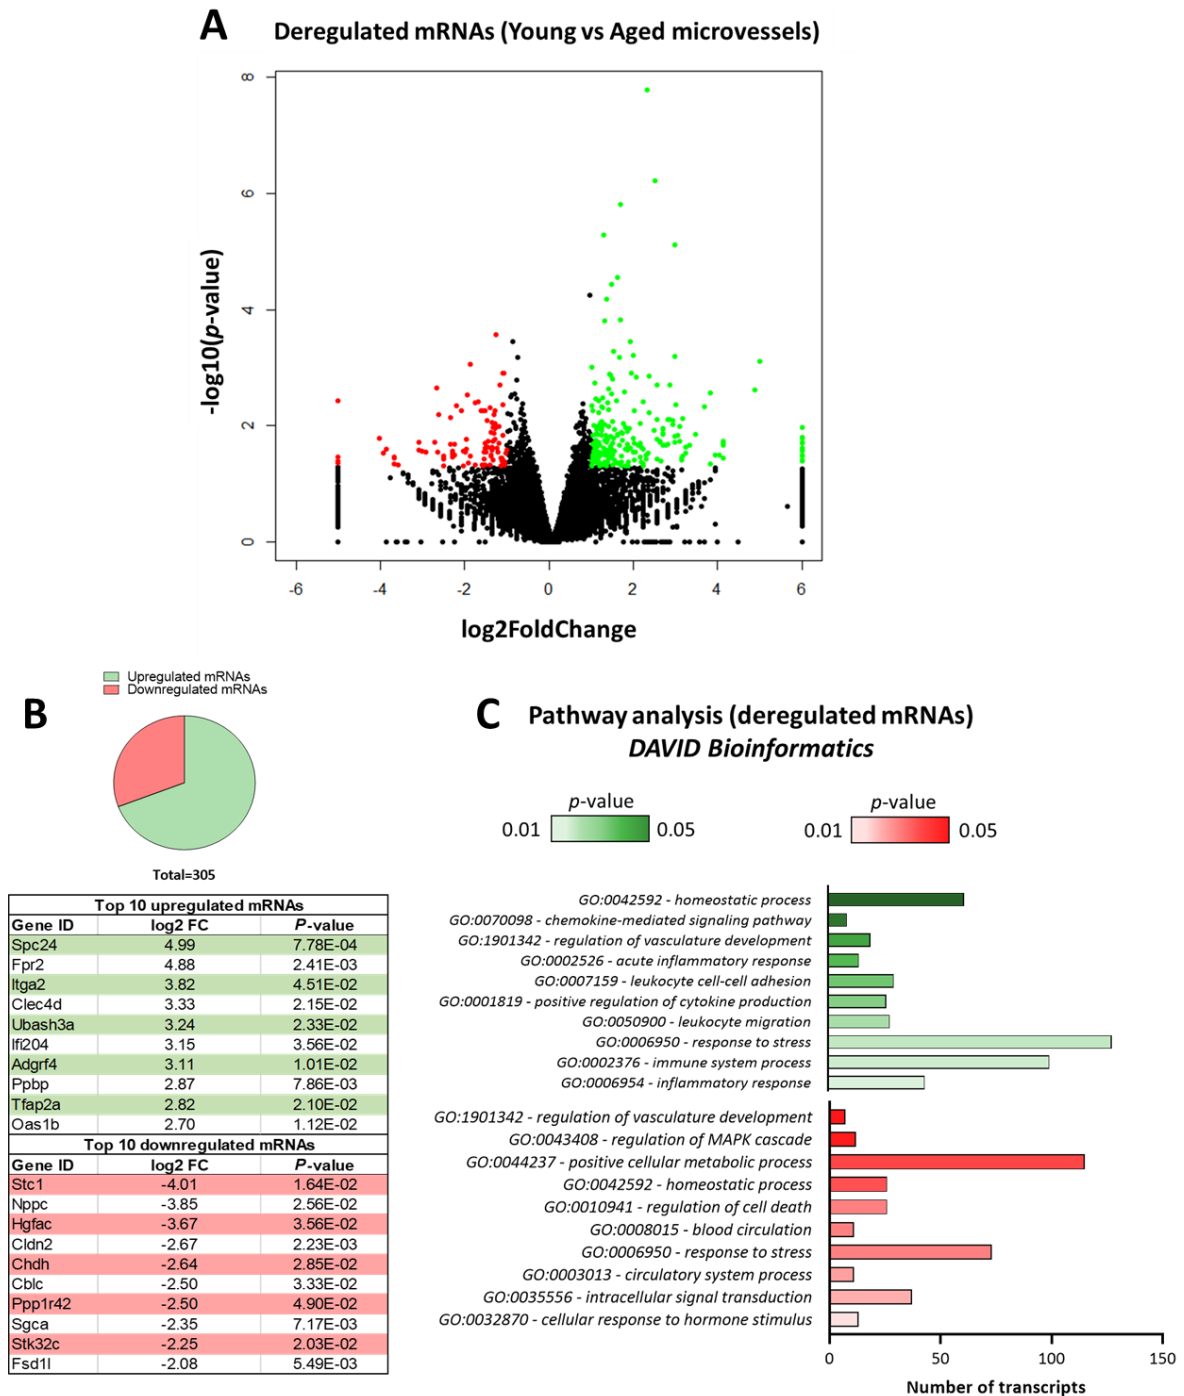 A
Deregulated mRNAs (Young vs Aged microvessels)
8
6
4
2
0
-log10(p-value)
-6 -4 -2 0 2 4 6
log2FoldChange
B
Upregulated mRNAs
Downregulated mRNAs
Total=305
Top 10 upregulated mRNAs
Gene ID log2 FC P-value
Spc24 4.99 7.78E-04
Fpr2 4.88 2.41E-03
Itga2 3.82 4.51E-02
Clec4d 3.33 2.15E-02
Ubash3a 3.24 2.33E-02
Ifi204 3.15 3.56E-02
Adgrf4 3.11 1.01E-02
Ppbp 2.87 7.86E-03
Tfap2a 2.82 2.10E-02
Oas1b 2.70 1.12E-02
Top 10 downregulated mRNAs
Gene ID log2 FC P-value
Stc1 -4.01 1.64E-02
Nppc -3.85 2.56E-02
Hgfac -3.67 3.56E-02
Cldn2 -2.67 2.23E-03
Chdh -2.64 2.85E-02
Cblc -2.50 3.33E-02
Ppp1r42 -2.50 4.90E-02
Sgca -2.35 7.17E-03
Stk32c -2.25 2.03E-02
Fsd1l -2.08 5.49E-03
C
Pathway analysis (deregulated mRNAs)
DAVID Bioinformatics
p-value
0.01 0.05
p-value
0.01 0.05
GO:0042592 - homeostatic process
GO:0070098 - chemokine-mediated signaling pathway
GO:1901342 - regulation of vasculature development
GO:0002526 - acute inflammatory response
GO:0007159 - leukocyte cell-cell adhesion
GO:0001819 - positive regulation of cytokine production
GO:0050900 - leukocyte migration
GO:0006950 - response to stress
GO:0002376 - immune system process
GO:0006954 - inflammatory response
GO:1901342 - regulation of vasculature development
GO:0043408 - regulation of MAPK cascade
GO:0044237 - positive cellular metabolic process
GO:0042592 - homeostatic process
GO:0010941 - regulation of cell death
GO:0008015 - blood circulation
GO:0006950 - response to stress
GO:0003013 - circulatory system process
GO:0035556 - intracellular signal transduction
GO:0032870 - cellular response to hormone stimulus
0 50 100 150
Number of transcripts